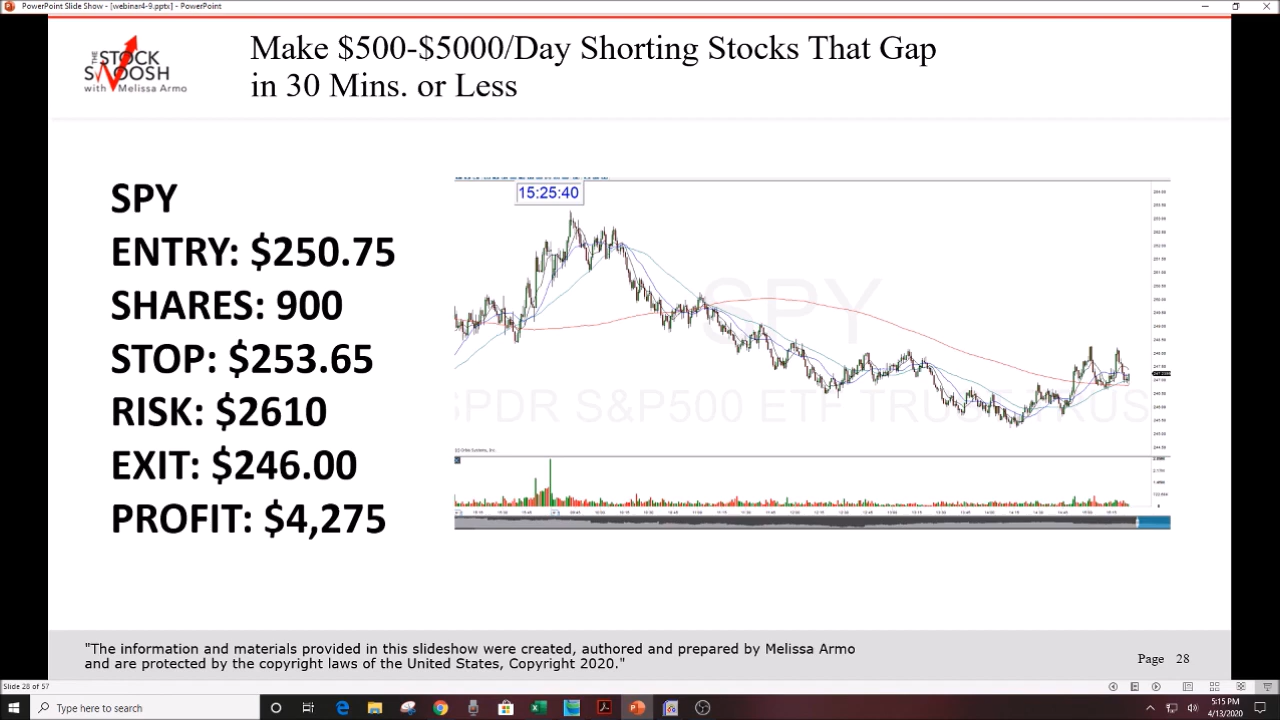 PowerPoint Slide Show - [webinar4-9.pptx] - PowerPoint
THE
STOCK
SWOOSH
with Melissa Armo
Make $500-$5000/Day Shorting Stocks That Gap
in 30 Mins. or Less
SPY
ENTRY: $250.75
SHARES: 900
STOP: $253.65
RISK: $2610
EXIT: $246.00
PROFIT: $4,275
15:25:40
SPY
PDR S&P500 ETF TRUST
"The information and materials provided in this slideshow were created, authored and prepared by Melissa Armo
and are protected by the copyright laws of the United States, Copyright 2020."
Page 28
Slide 28 of 57
Type here to search
5:15 PM
4/13/2020